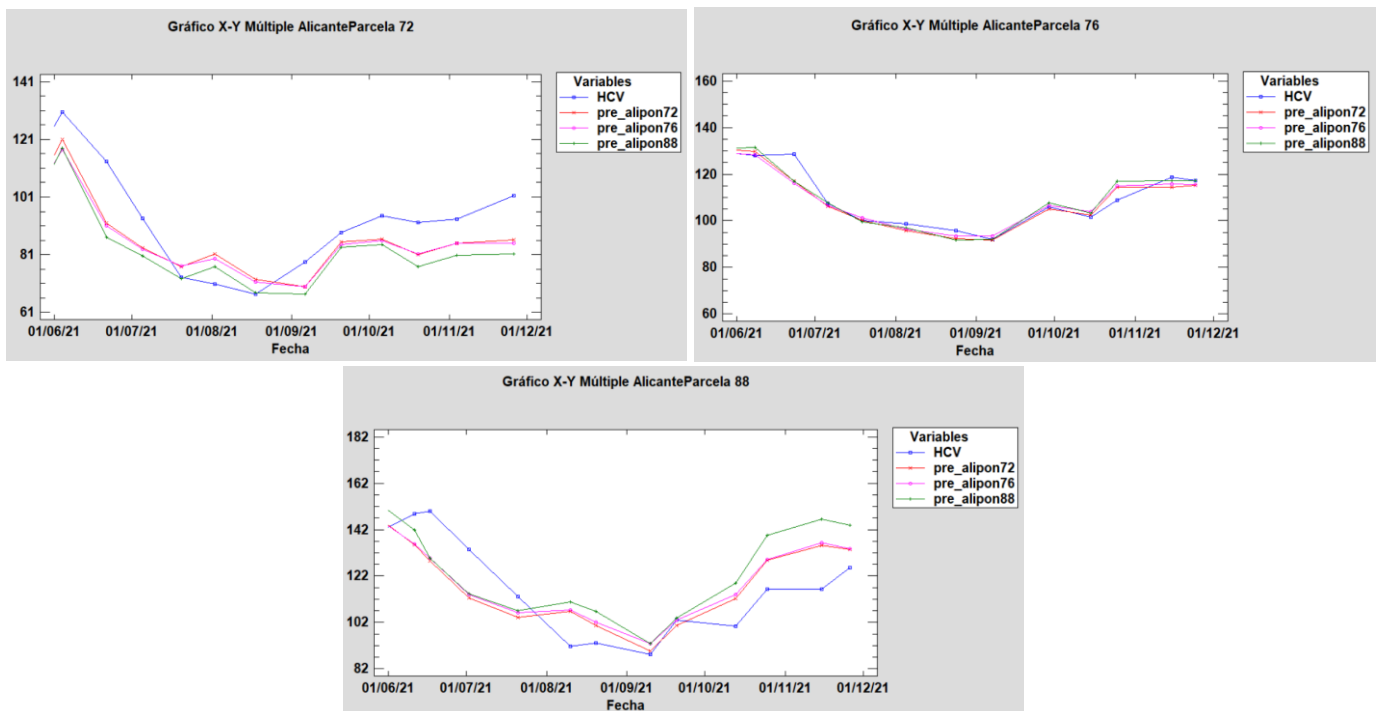 Gráfico X-Y Múltiple AlicanteParcela 72
Variables
HCV
pre_alipon72
pre_alipon76
pre_alipon88
141
121
101
81
61
01/06/21 01/07/21 01/08/21 01/09/21 01/10/21 01/11/21 01/12/21
Fecha
Gráfico X-Y Múltiple AlicanteParcela 76
Variables
HCV
pre_alipon72
pre_alipon76
pre_alipon88
160
140
120
100
80
60
01/06/21 01/07/21 01/08/21 01/09/21 01/10/21 01/11/21 01/12/21
Fecha
Gráfico X-Y Múltiple AlicanteParcela 88
Variables
HCV
pre_alipon72
pre_alipon76
pre_alipon88
182
162
142
122
102
82
01/06/21 01/07/21 01/08/21 01/09/21 01/10/21 01/11/21 01/12/21
Fecha